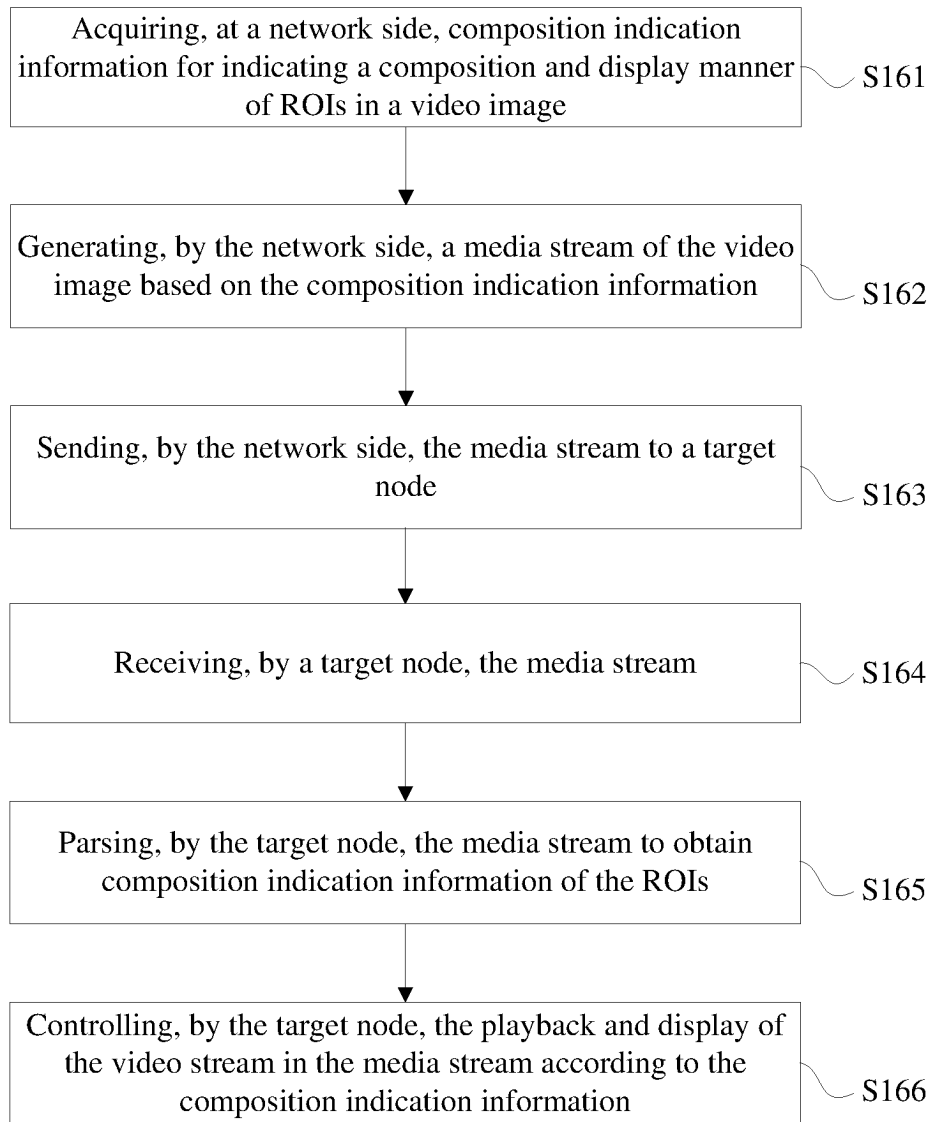 Acquiring, at a network side, composition indication
information for indicating a composition and display manner
of ROIs in a video image
S161
Generating, by the network side, a media stream of the video
image based on the composition indication information
S162
Sending, by the network side, the media stream to a target
node
S163
Receiving, by a target node, the media stream
S164
Parsing, by the target node, the media stream to obtain
composition indication information of the ROIs
S165
Controlling, by the target node, the playback and display of
the video stream in the media stream according to the
composition indication information
S166